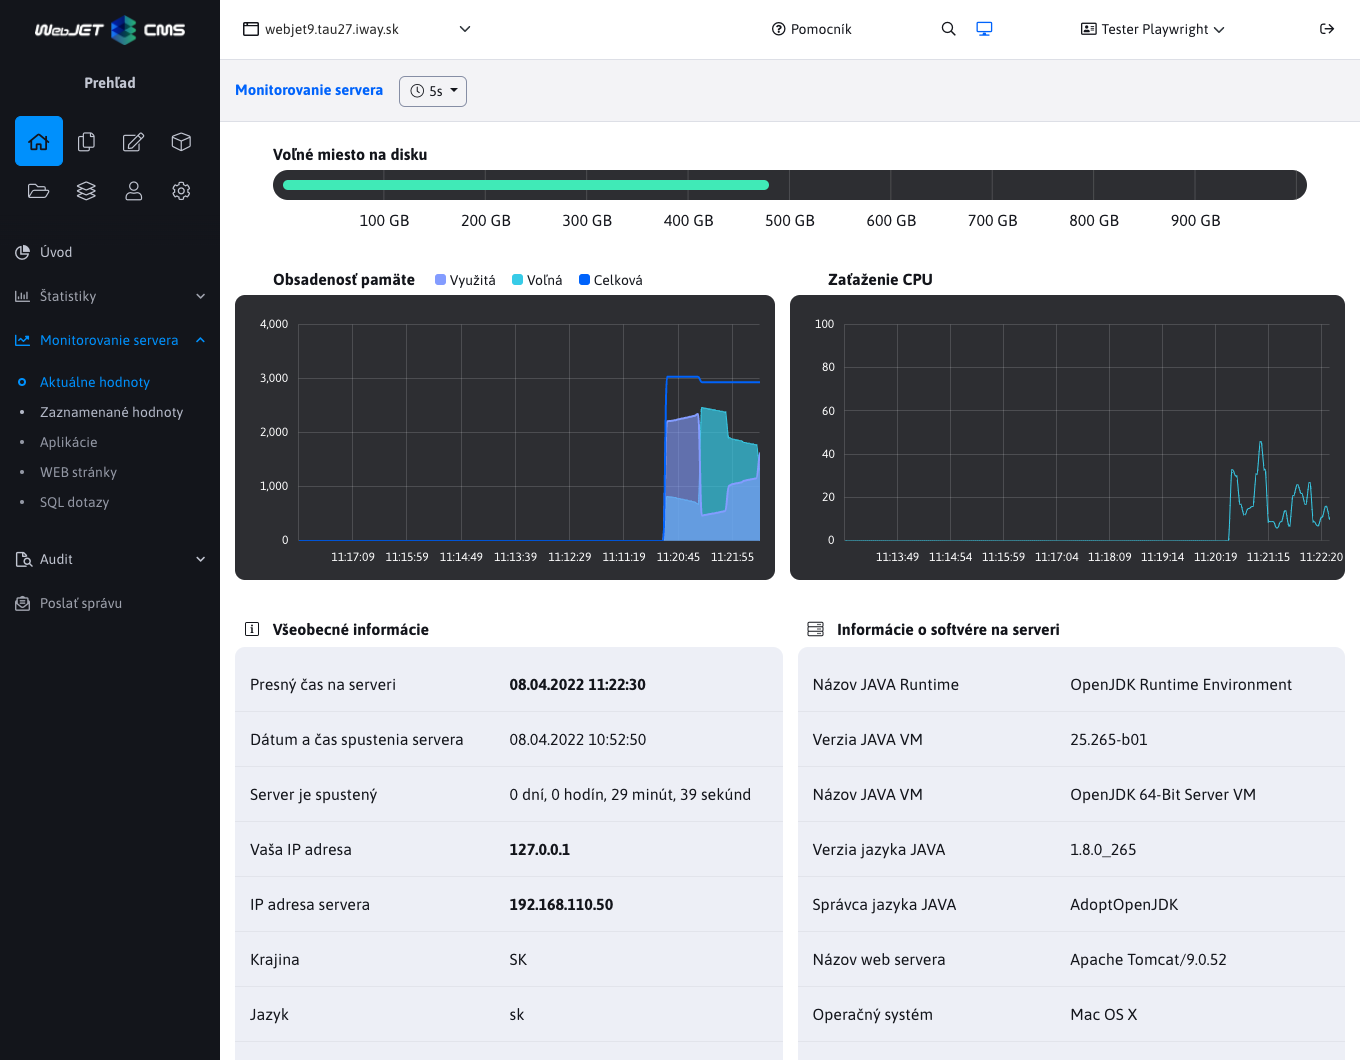 WebJET CMS
Prehľad
Úvod
Štatistiky
Monitorovanie servera
Aktuálne hodnoty
Zaznamenané hodnoty
Aplikácie
WEB stránky
SQL dotazy
Audit
Poslať správu
webjet9.tau27.iway.sk
Pomocník
Tester Playwright
Monitorovanie servera
5s
Voľné miesto na disku
100 GB 200 GB 300 GB 400 GB 500 GB 600 GB 700 GB 800 GB 900 GB
Obsadenosť pamäte Využitá Voľná Celková
4,000
3,000
2,000
1,000
0
11:17:09 11:15:59 11:14:49 11:13:39 11:12:29 11:11:19 11:20:45 11:21:55
Zaťaženie CPU
100
80
60
40
20
0
11:13:49 11:14:54 11:15:59 11:17:04 11:18:09 11:19:14 11:20:19 11:21:15 11:22:20
Všeobecné informácie
Presný čas na serveri 08.04.2022 11:22:30
Dátum a čas spustenia servera 08.04.2022 10:52:50
Server je spustený 0 dní, 0 hodín, 29 minút, 39 sekúnd
Vaša IP adresa 127.0.0.1
IP adresa servera 192.168.110.50
Krajina SK
Jazyk sk
Informácie o softvére na serveri
Názov JAVA Runtime OpenJDK Runtime Environment
Verzia JAVA VM 25.265-b01
Názov JAVA VM OpenJDK 64-Bit Server VM
Verzia jazyka JAVA 1.8.0_265
Správca jazyka JAVA AdoptOpenJDK
Názov web servera Apache Tomcat/9.0.52
Operačný systém Mac OS X